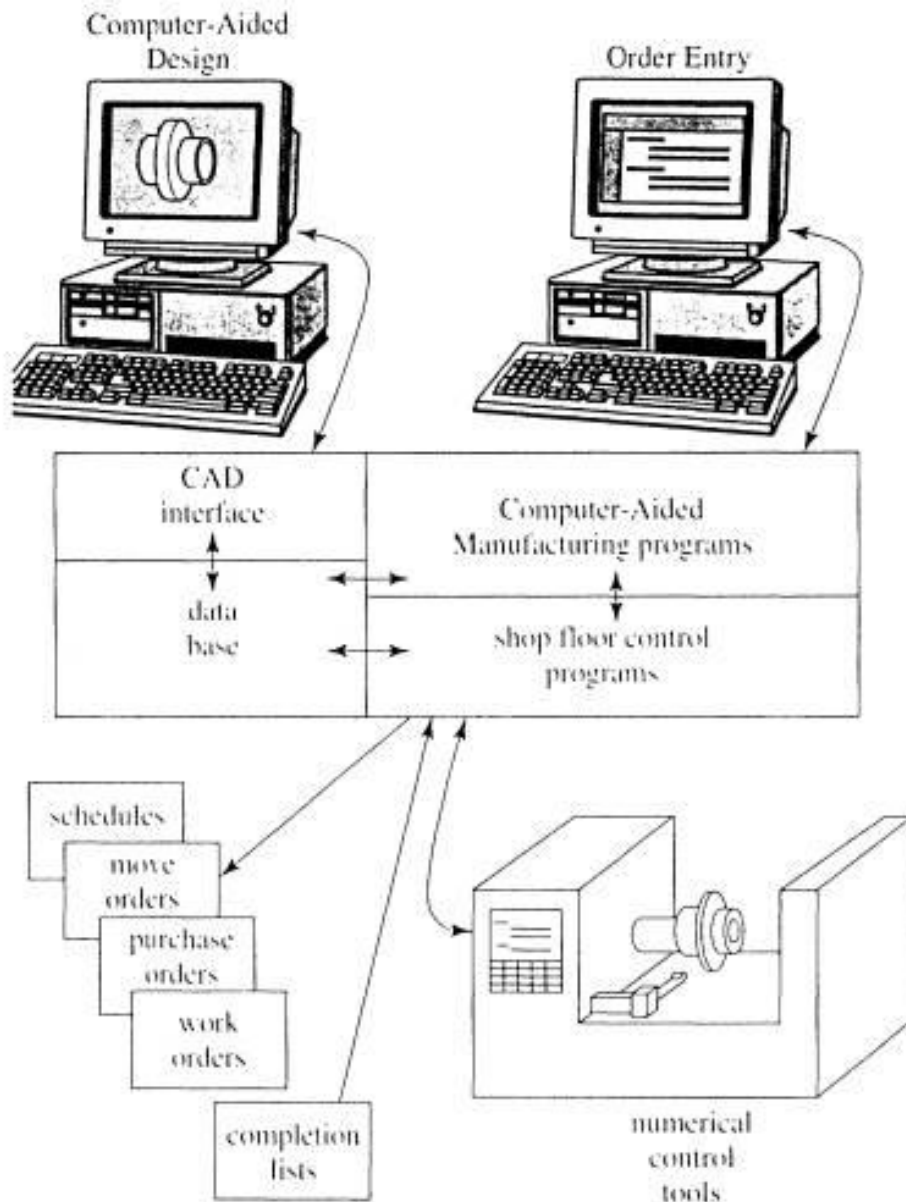 Computer-Aided
Design
Order Entry
CAD
interface
Computer-Aided
Manufacturing programs
data
base
shop floor control
programs
schedules
move
orders
purchase
orders
work
orders
completion
lists
numerical
control
tools